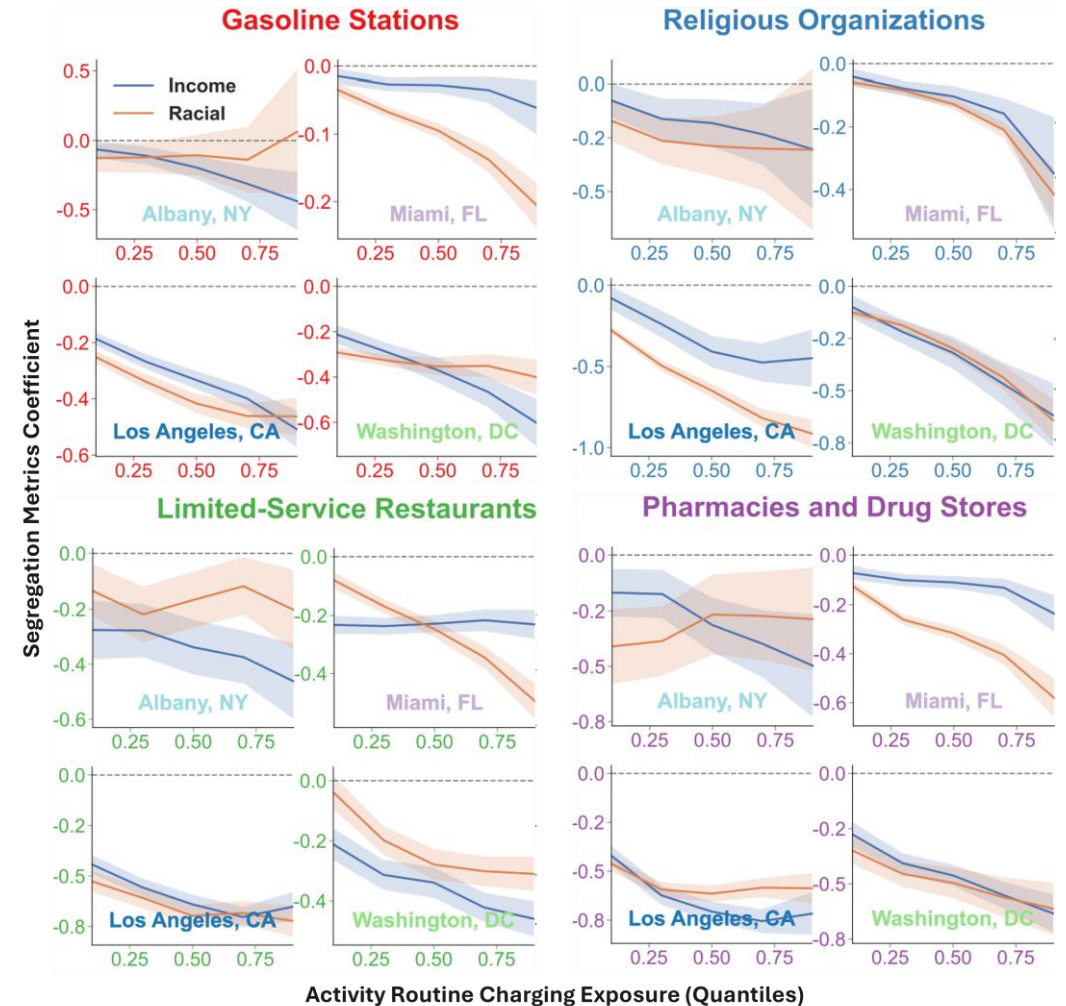 Gasoline Stations
Religious Organizations
Segregation Metrics Coefficient
0.5
0.0
-0.5
Income
Racial
Albany, NY
0.25 0.50 0.75
0.0
-0.1
-0.2
Miami, FL
0.25 0.50 0.75
0.0
-0.2
-0.5
Albany, NY
0.25 0.50 0.75
0.0
-0.2
-0.4
Miami, FL
0.25 0.50 0.75
0.0
-0.2
-0.4
-0.6
Los Angeles, CA
0.25 0.50 0.75
0.0
-0.2
-0.4
-0.6
Washington, DC
0.25 0.50 0.75
0.0
-0.5
-1.0
Los Angeles, CA
0.25 0.50 0.75
0.0
-0.2
-0.5
-0.8
Washington, DC
0.25 0.50 0.75
Limited-Service Restaurants
Pharmacies and Drug Stores
0.0
-0.2
-0.4
-0.6
Albany, NY
0.25 0.50 0.75
0.0
-0.2
-0.4
Miami, FL
0.25 0.50 0.75
0.0
-0.2
-0.5
-0.8
Albany, NY
0.25 0.50 0.75
0.0
-0.2
-0.4
-0.6
Miami, FL
0.25 0.50 0.75
0.0
-0.2
-0.5
-0.8
Los Angeles, CA
0.25 0.50 0.75
0.0
-0.2
-0.4
Washington, DC
0.25 0.50 0.75
0.0
-0.2
-0.5
-0.8
Los Angeles, CA
0.25 0.50 0.75
0.0
-0.2
-0.5
-0.8
Washington, DC
0.25 0.50 0.75
Activity Routine Charging Exposure (Quantiles)